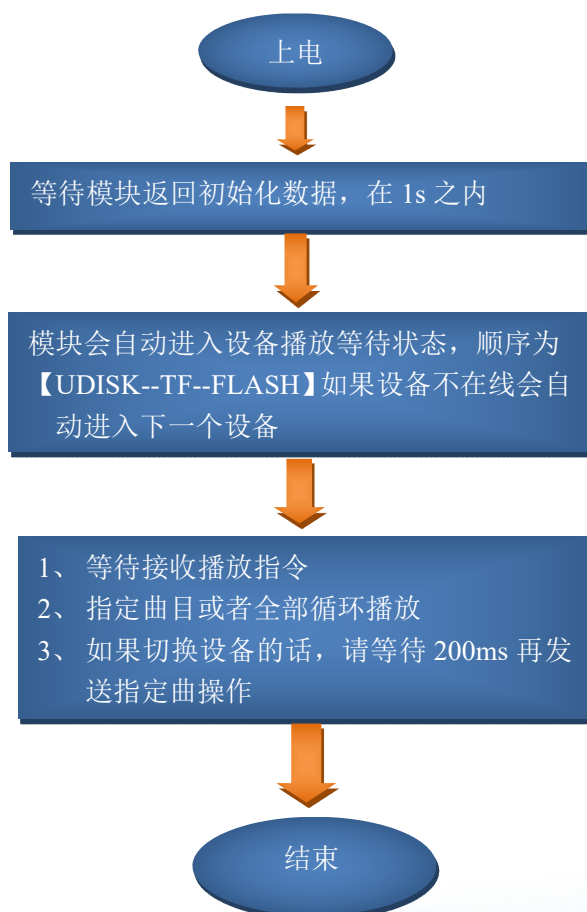 上电
等待模块返回初始化数据，在 1s 之内
模块会自动进入设备播放等待状态，顺序为
【UDISK--TF--FLASH】如果设备不在线会自
动进入下一个设备
1、 等待接收播放指令
2、 指定曲目或者全部循环播放
3、 如果切换设备的话，请等待 200ms 再发
送指定曲操作
结束